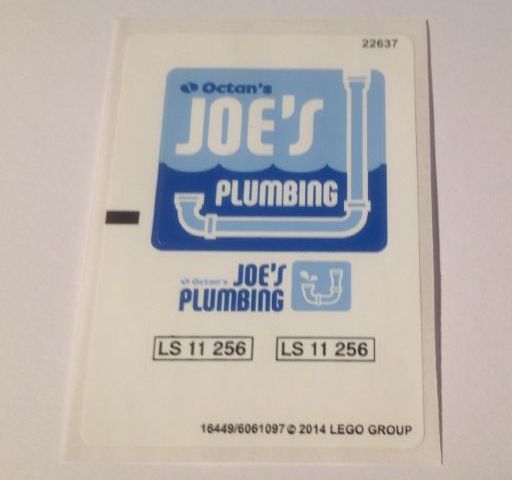 22637
Octan's
JOE'S
PLUMBING
Octan's JOE'S
PLUMBING
LS 11 256 LS 11 256
16449/6061097 © 2014 LEGO GROUP